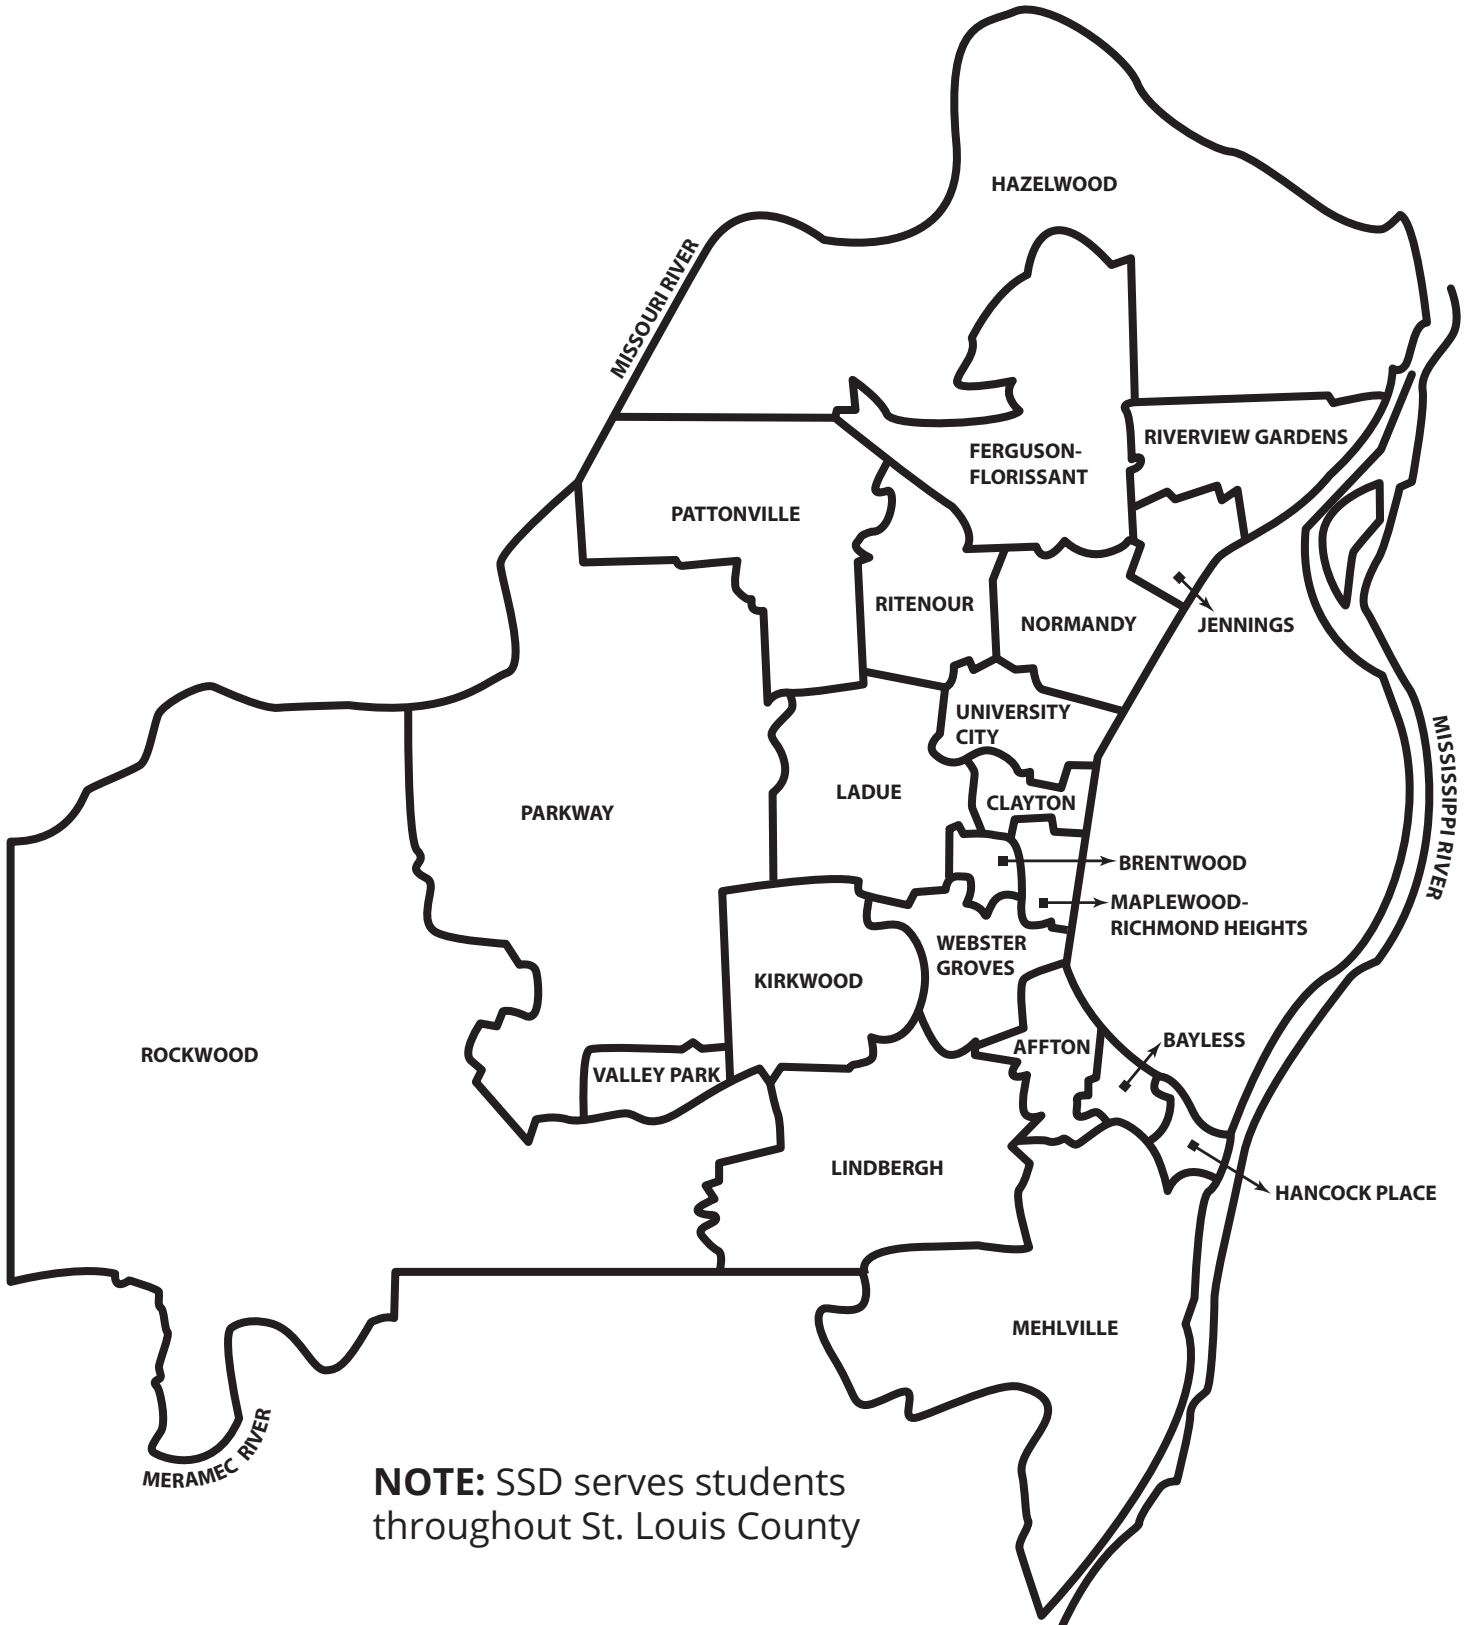 HAZELWOOD
MISSOURI RIVER
FERGUSON-
FLORISSANT
RIVERVIEW GARDENS
PATTONVILLE
RITENOUR
NORMANDY
JENNINGS
UNIVERSITY
CITY
LADUE
CLAYTON
PARKWAY
MISSISSIPPI RIVER
BRENTWOOD
MAPLEWOOD-
RICHMOND HEIGHTS
WEBSTER
GROVES
KIRKWOOD
ROCKWOOD
VALLEY PARK
AFFTON
BAYLESS
LINDBERGH
HANCOCK PLACE
MEHLVILLE
MERAMEC RIVER
NOTE: SSD serves students
throughout St. Louis County